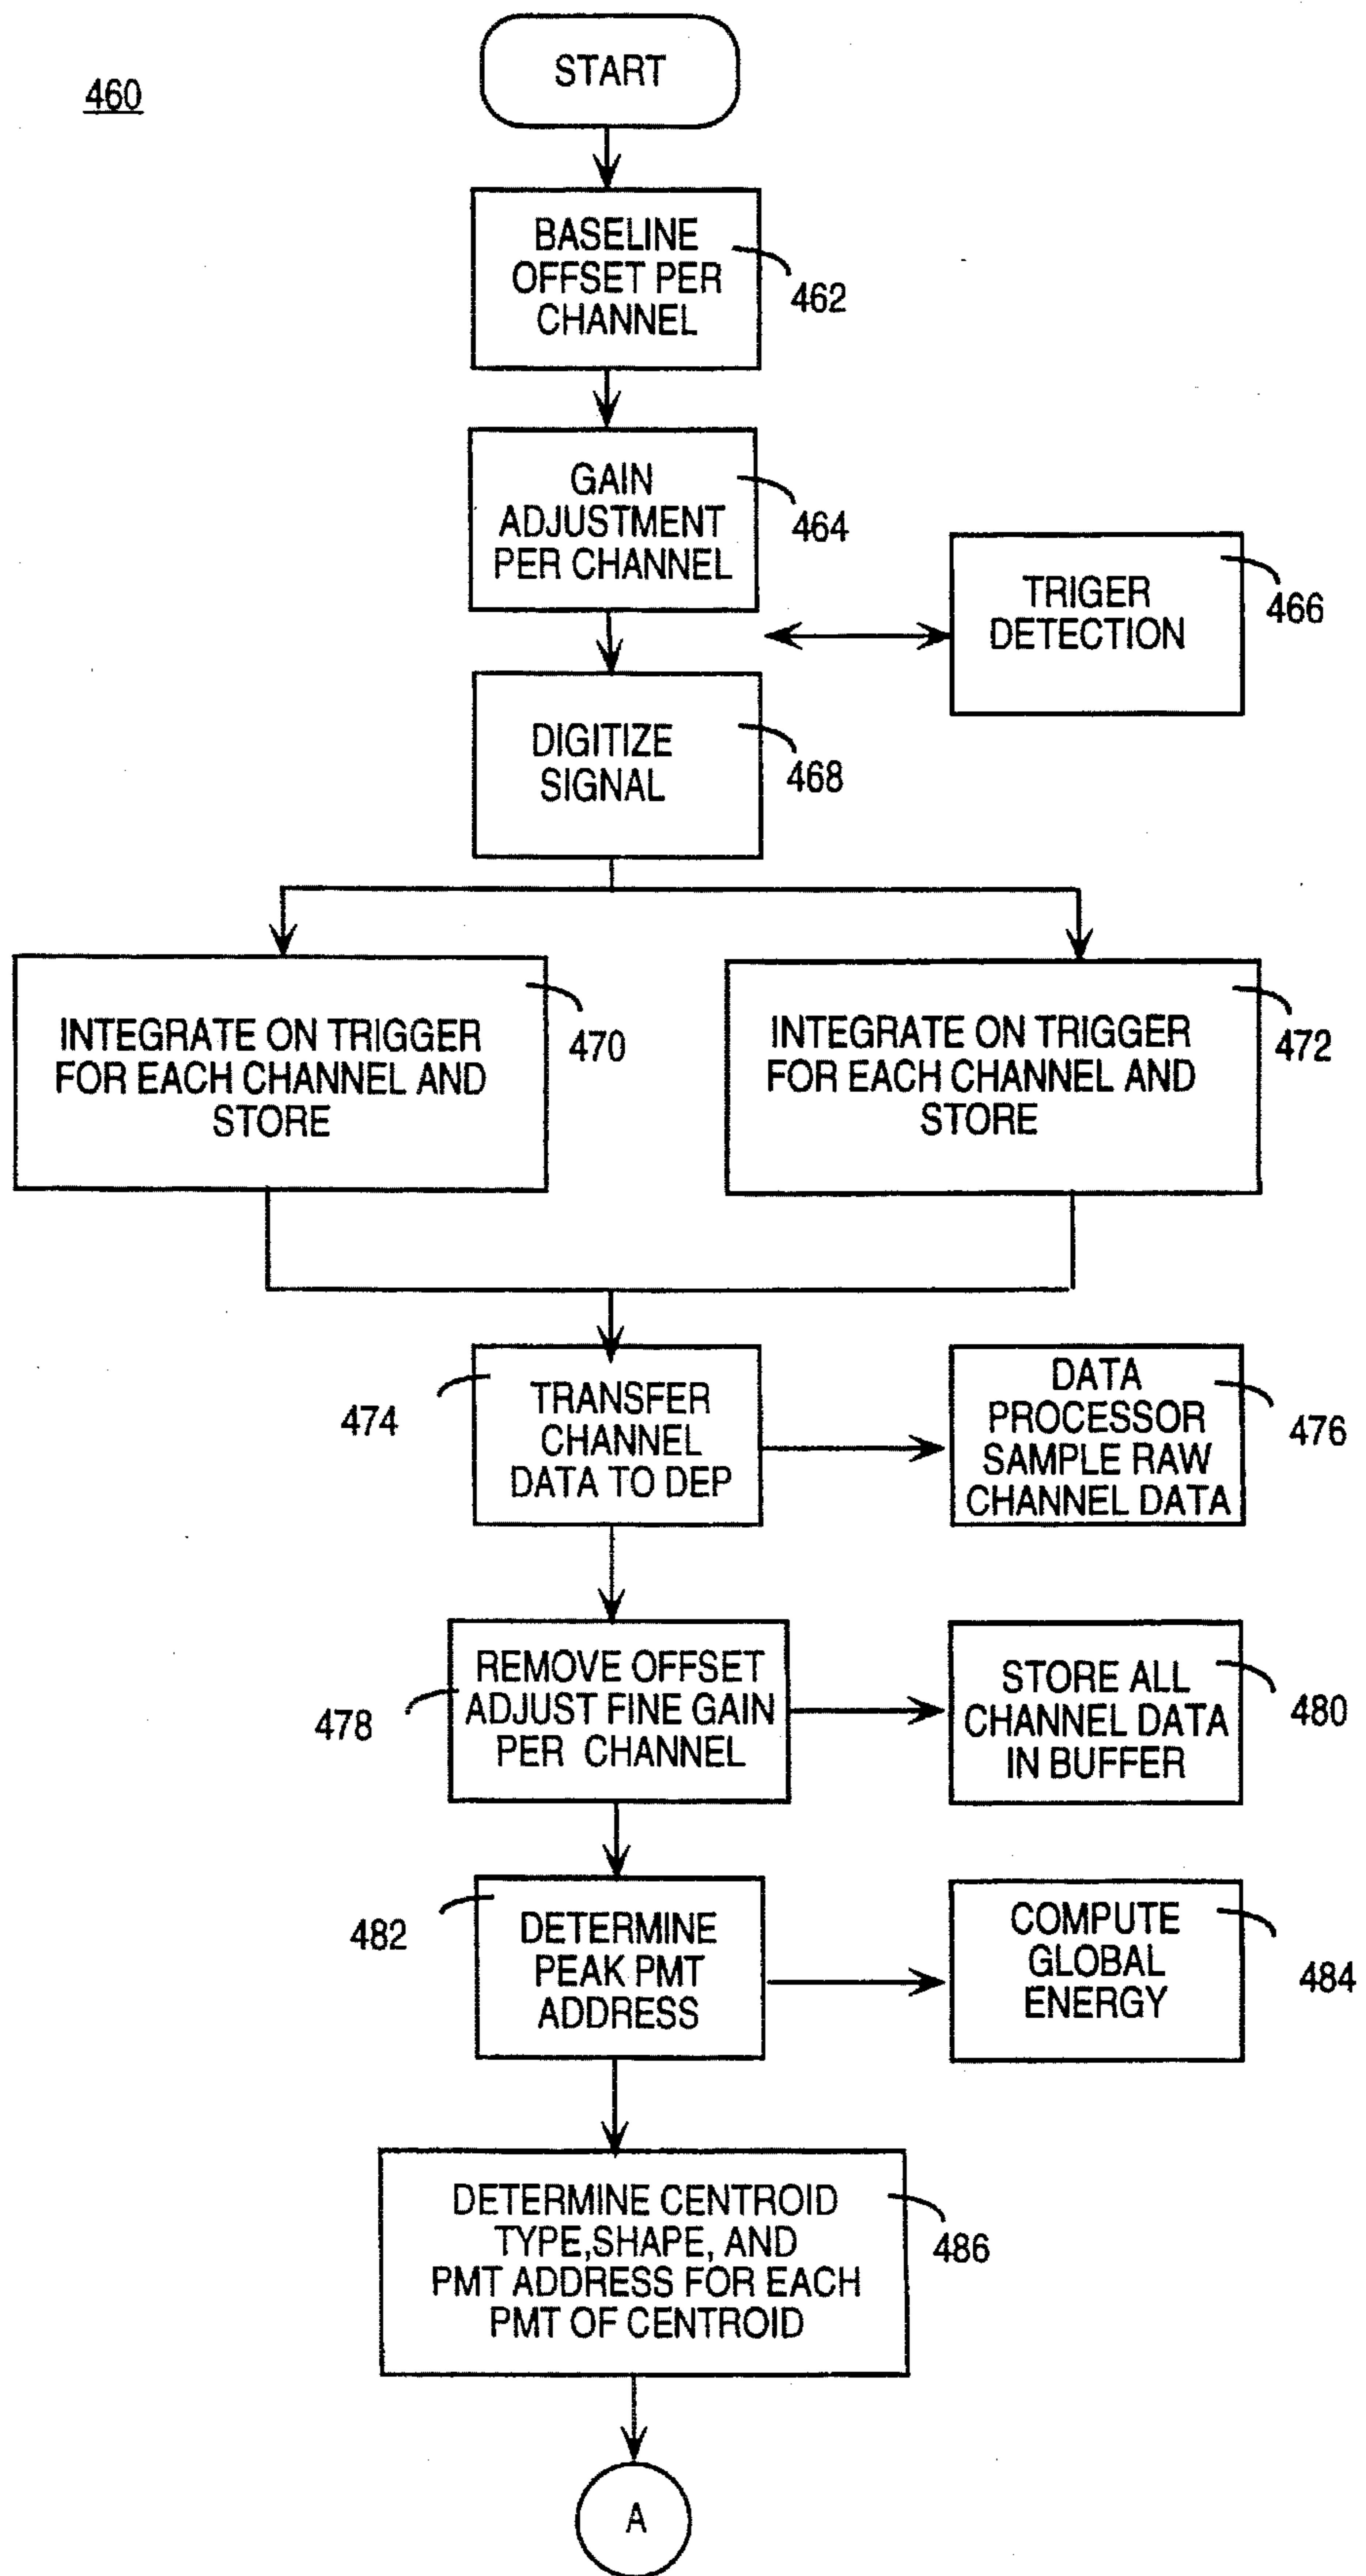 460
START
BASELINE
OFFSET PER
CHANNEL
462
GAIN
ADJUSTMENT
PER CHANNEL
464
TRIGER
DETECTION
466
DIGITIZE
SIGNAL
468
INTEGRATE ON TRIGGER
FOR EACH CHANNEL AND
STORE
470
INTEGRATE ON TRIGGER
FOR EACH CHANNEL AND
STORE
472
474
TRANSFER
CHANNEL
DATA TO DEP
DATA
PROCESSOR
SAMPLE RAW
CHANNEL DATA
476
478
REMOVE OFFSET
ADJUST FINE GAIN
PER CHANNEL
STORE ALL
CHANNEL DATA
IN BUFFER
480
482
DETERMINE
PEAK PMT
ADDRESS
COMPUTE
GLOBAL
ENERGY
484
DETERMINE CENTROID
TYPE,SHAPE, AND
PMT ADDRESS FOR EACH
PMT OF CENTROID
486
A